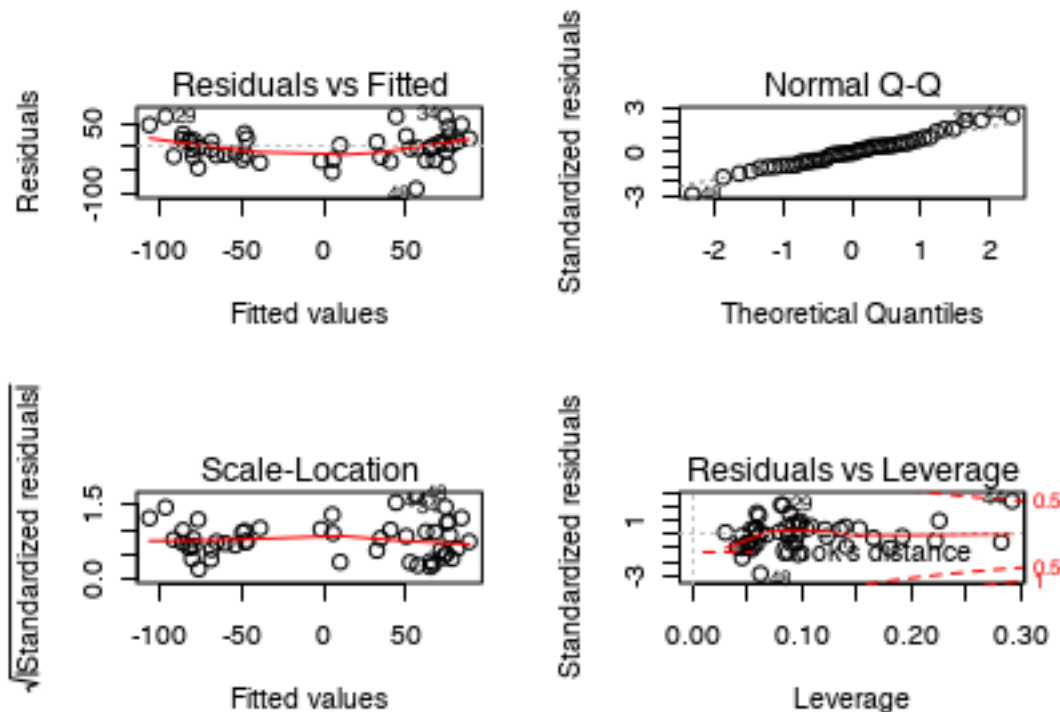 Residuals vs Fitted
Residuals
50
-100
29
34
48
-100 -50 0 50
Fitted values
Normal Q-Q
Standardized residuals
3
0
-3
-2 -1 0 1 2
Theoretical Quantiles
Scale-Location
√|Standardized residuals|
1.5
0.0
-100 -50 0 50
Fitted values
Residuals vs Leverage
Standardized residuals
1
-3
29
48
Cook's distance
0.5
0.5
1
0.00 0.10 0.20 0.30
Leverage